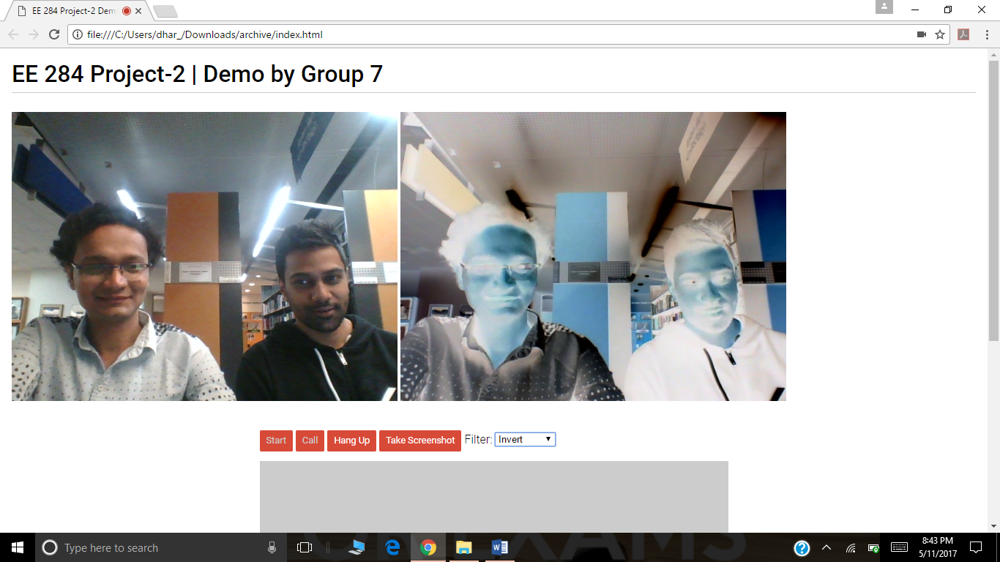 EE 284 Project-2 Dem
file:///C:/Users/dhar_/Downloads/archive/index.html
EE 284 Project-2 | Demo by Group 7
Start
Call
Hang Up
Take Screenshot
Filter:
Invert
Type here to search
8:43 PM
5/11/2017